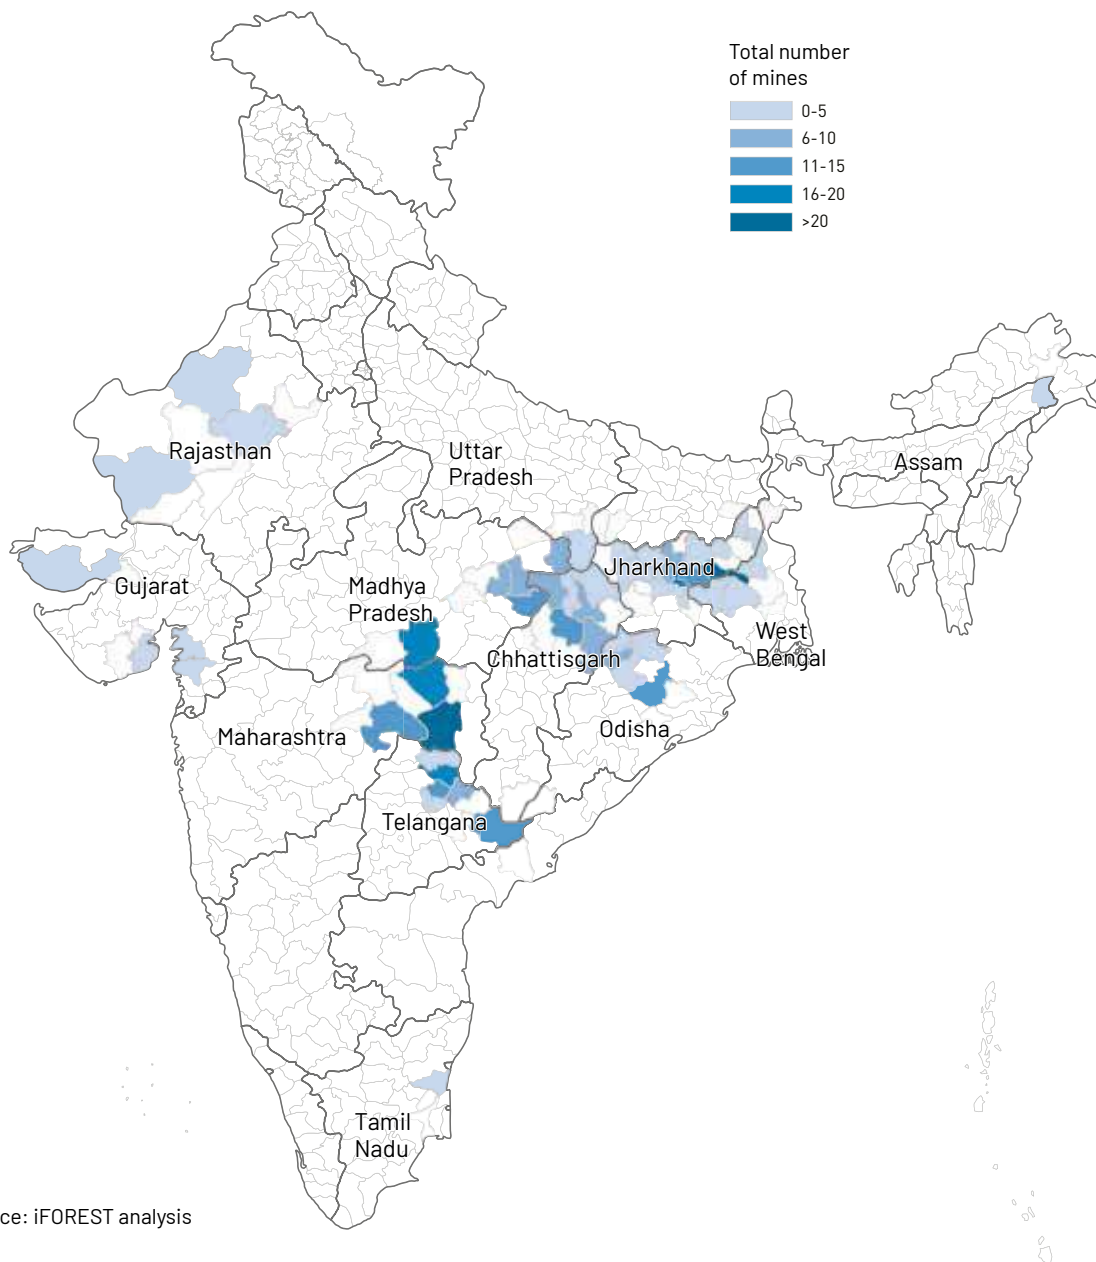 Total number
of mines
0-5
6-10
11-15
16-20
>20
Rajasthan
Uttar
Pradesh
Assam
Gujarat
Madhya
Pradesh
Jharkhand
West
Bengal
Chhattisgarh
Maharashtra
Odisha
Telangana
Tamil
Nadu
ce: iFOREST analysis